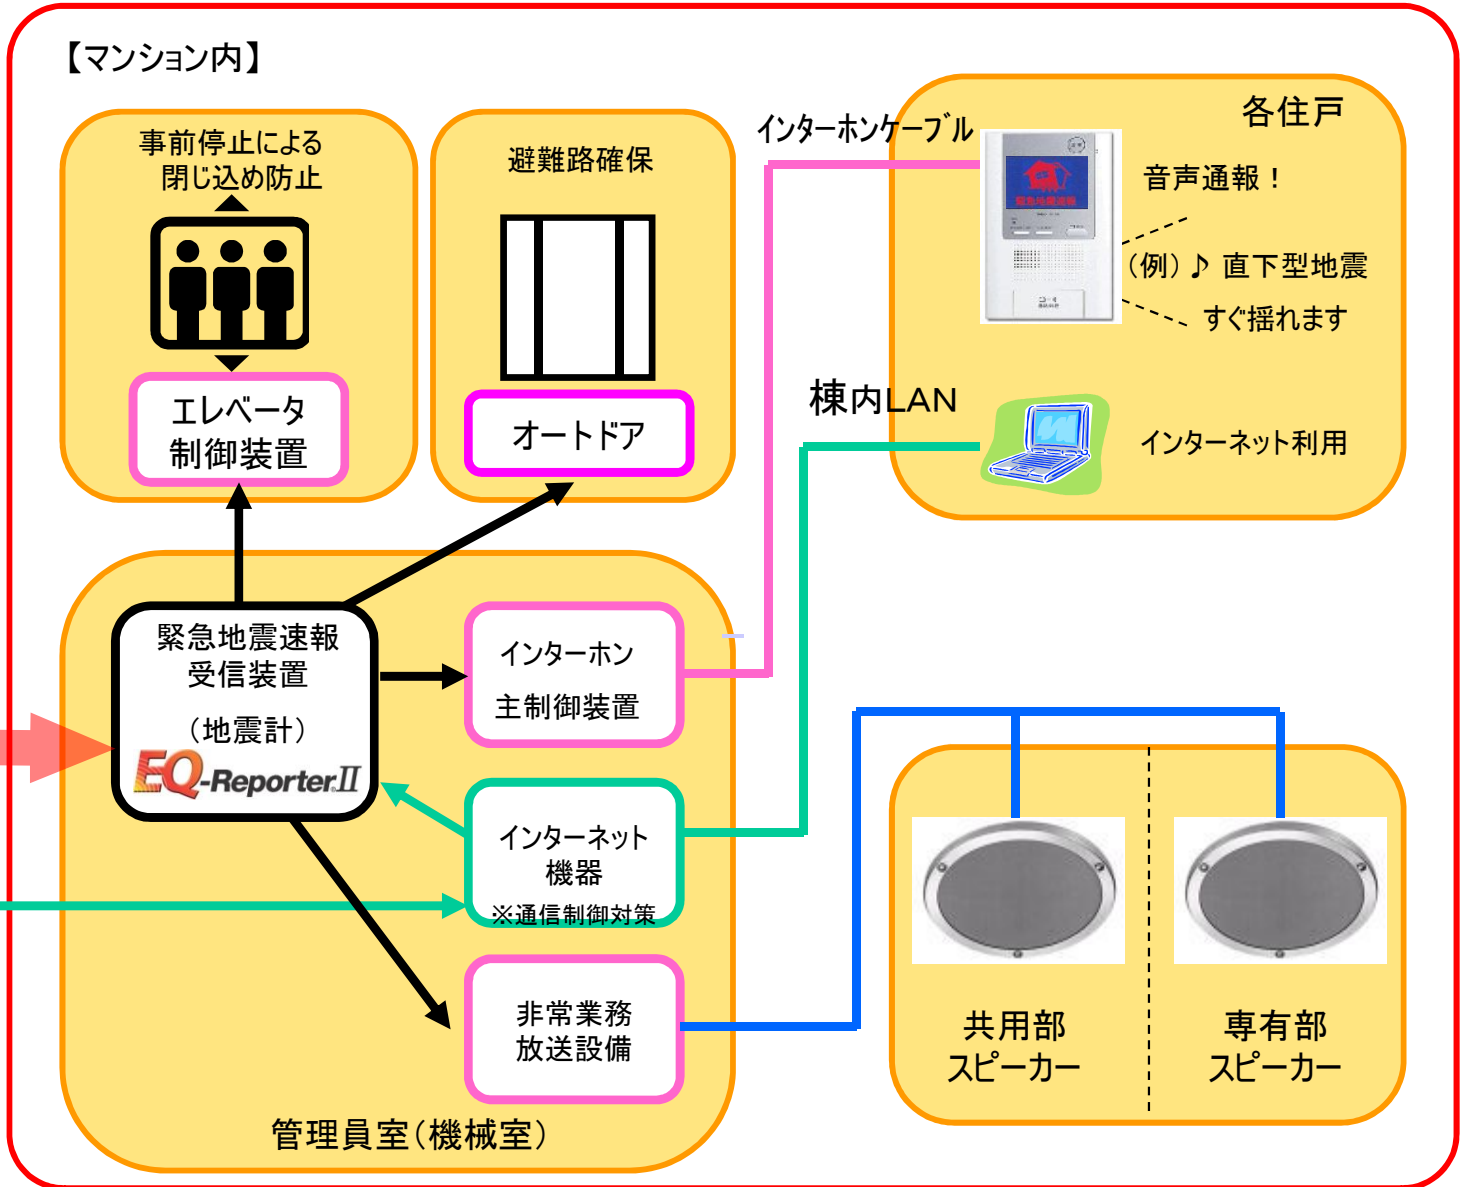 【マンション内】
事前停止による
閉じ込め防止
エレベータ
制御装置
避難路確保
オートドア
インターホンケーブル
各住戸
緊急地震速報
音声通報！
（例）♪ 直下型地震
すぐ揺れます
棟内LAN
インターネット利用
緊急地震速報
受信装置
（地震計）
EQ-Reporter.II
インターホン
主制御装置
インターネット
機器
※通信制御対策
非常業務
放送設備
管理員室（機械室）
共用部
スピーカー
専有部
スピーカー